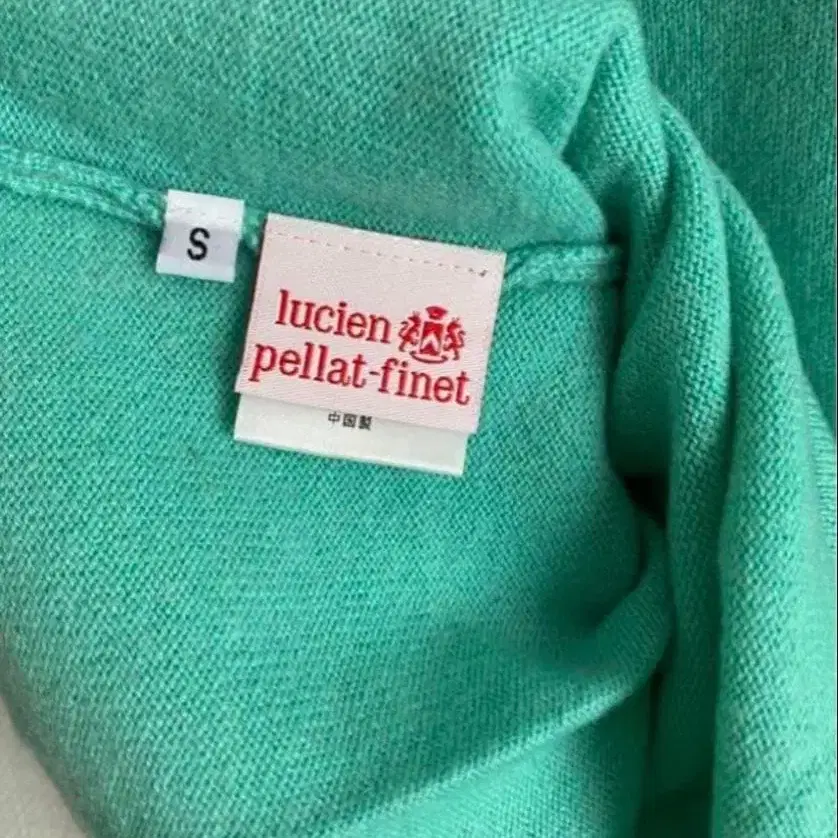 S
lucien
pellat-finet
中国製